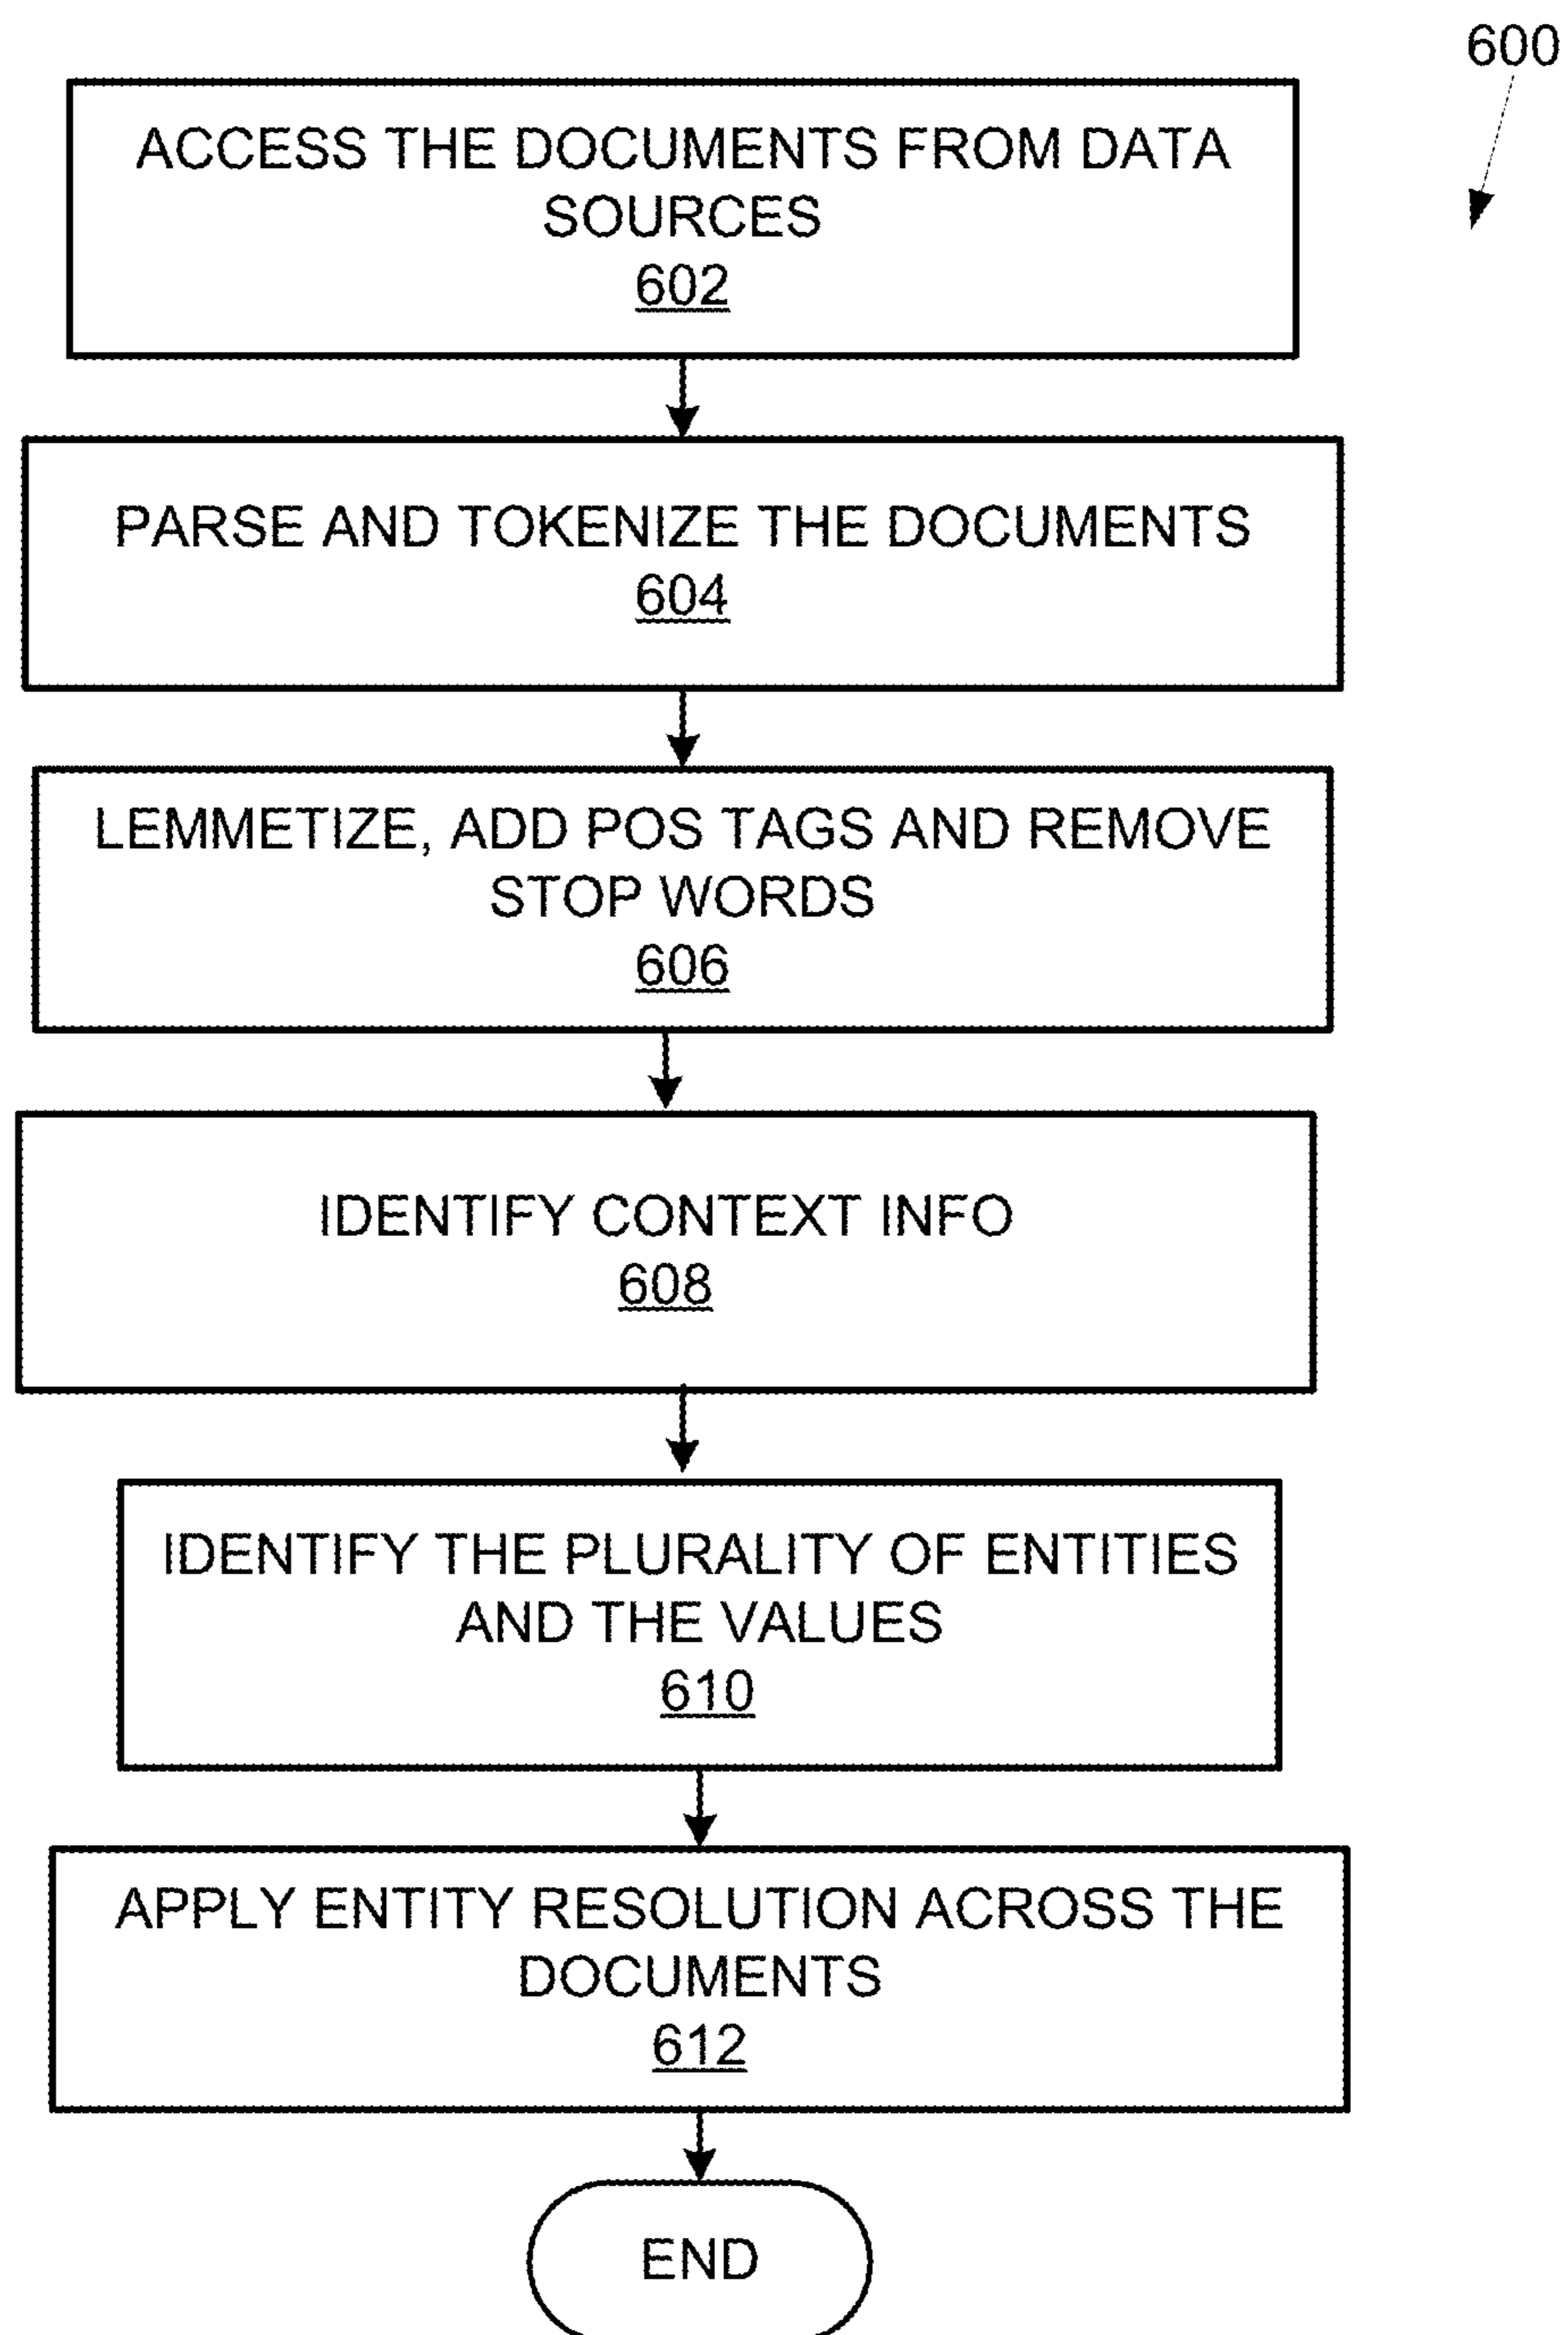 600
ACCESS THE DOCUMENTS FROM DATA
SOURCES
602
PARSE AND TOKENIZE THE DOCUMENTS
604
LEMMETIZE, ADD POS TAGS AND REMOVE
STOP WORDS
606
IDENTIFY CONTEXT INFO
608
IDENTIFY THE PLURALITY OF ENTITIES
AND THE VALUES
610
APPLY ENTITY RESOLUTION ACROSS THE
DOCUMENTS
612
END